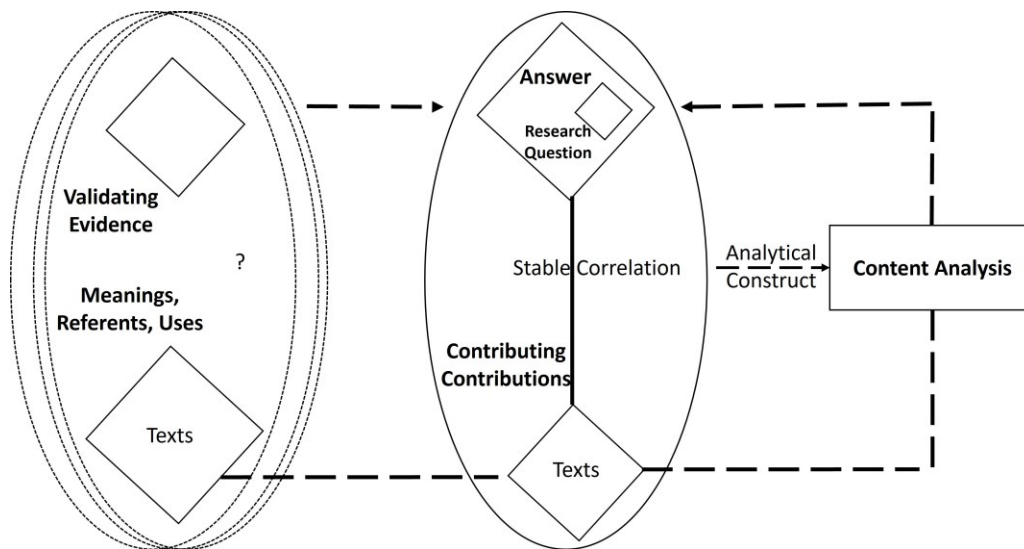 Validating
Evidence
?
Meanings,
Referents, Uses
Texts
Answer
Research
Question
Stable Correlation
Contributing
Contributions
Texts
Analytical
Construct
Content Analysis